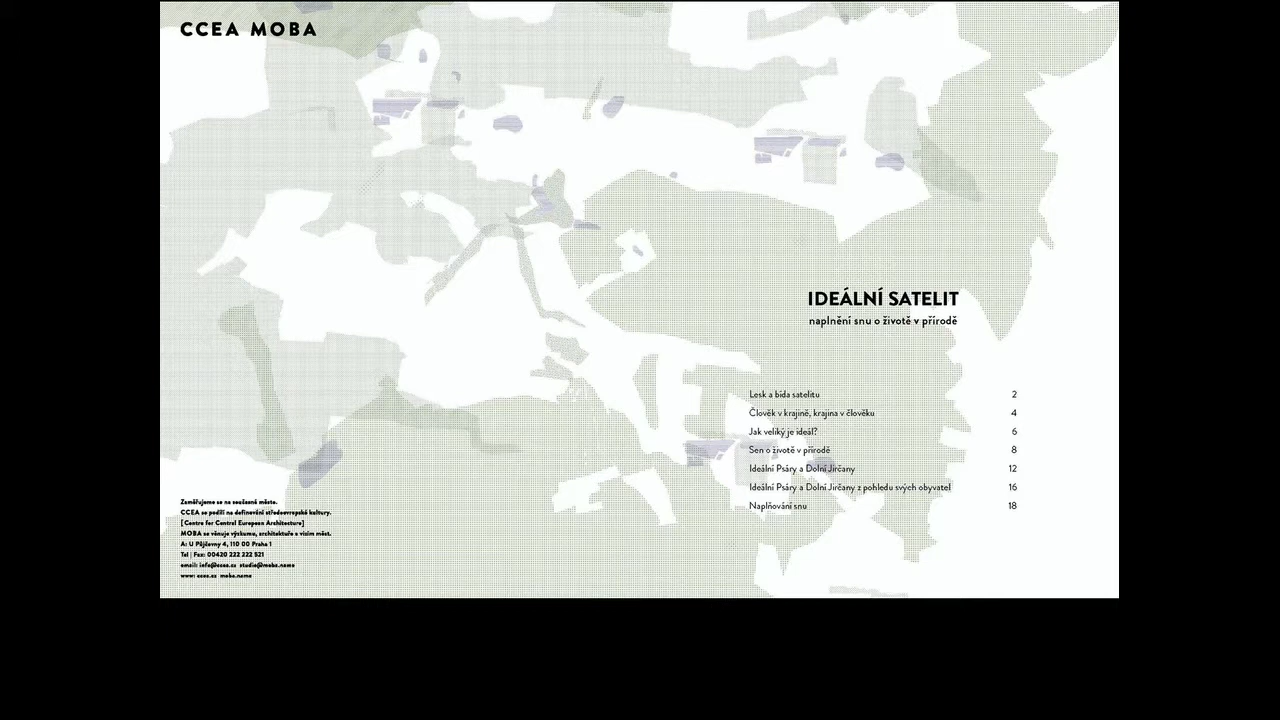 CCEA MOBA
IDEÁLNÍ SATELIT
naplnění snu o životě v přírodě
Lesk a bída satelitu 2
Člověk v krajině, krajina v člověku 4
Jak veliký je ideál? 6
Sen o životě v přírodě 8
Ideální Psáry a Dolní Jirčany 12
Ideální Psáry a Dolní Jirčany z pohledu svých obyvatel 16
Naplňování snu 18
Zaměřujeme se na současná města.
CCEA se podílí na definování středoevropské kultury.
[Centre for Central European Architecture]
MOBA se věnuje výzkumu, architektuře a vizím měst.
A: U Půjčovny 4, 110 00 Praha 1
Tel | Fax: 00420 222 222 521
email: info@ccea.cz studio@moba.name
www: ccea.cz moba.name